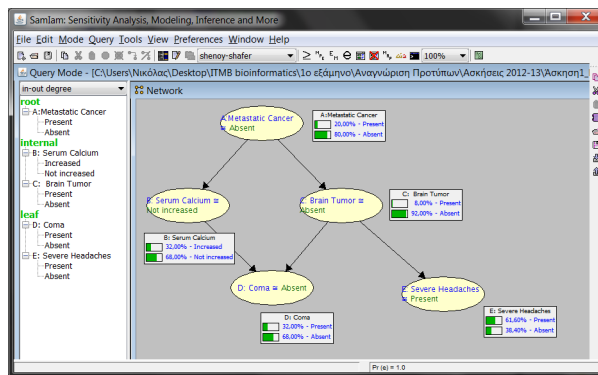 SamIam: Sensitivity Analysis, Modeling, Inference and More
File Edit Mode Query Tools View Preferences Window Help
shenoy-shafer
100%
Query Mode - [C:\Users\Νικόλας\Desktop\ITMB bioinformatics\1ο εξάμηνο\Αναγνώριση Προτύπων\Ασκήσεις 2012-13\Άσκηση1_
in-out degree
Network
root
A:Metastatic Cancer
Present
Absent
internal
B: Serum Calcium
Increased
Not increased
C: Brain Tumor
Present
Absent
leaf
D: Coma
Present
Absent
E: Severe Headaches
Present
Absent
A:Metastatic Cancer
≅ Absent
A:Metastatic Cancer
20,00% - Present
80,00% - Absent
B: Serum Calcium ≅
Not increased
C: Brain Tumor ≅
Absent
C: Brain Tumor
8,00% - Present
92,00% - Absent
B: Serum Calcium
32,00% - Increased
68,00% - Not increased
D: Coma ≅ Absent
E: Severe Headaches
≅ Present
D: Coma
32,00% - Present
68,00% - Absent
E: Severe Headaches
61,60% - Present
38,40% - Absent
Pr (e) = 1.0